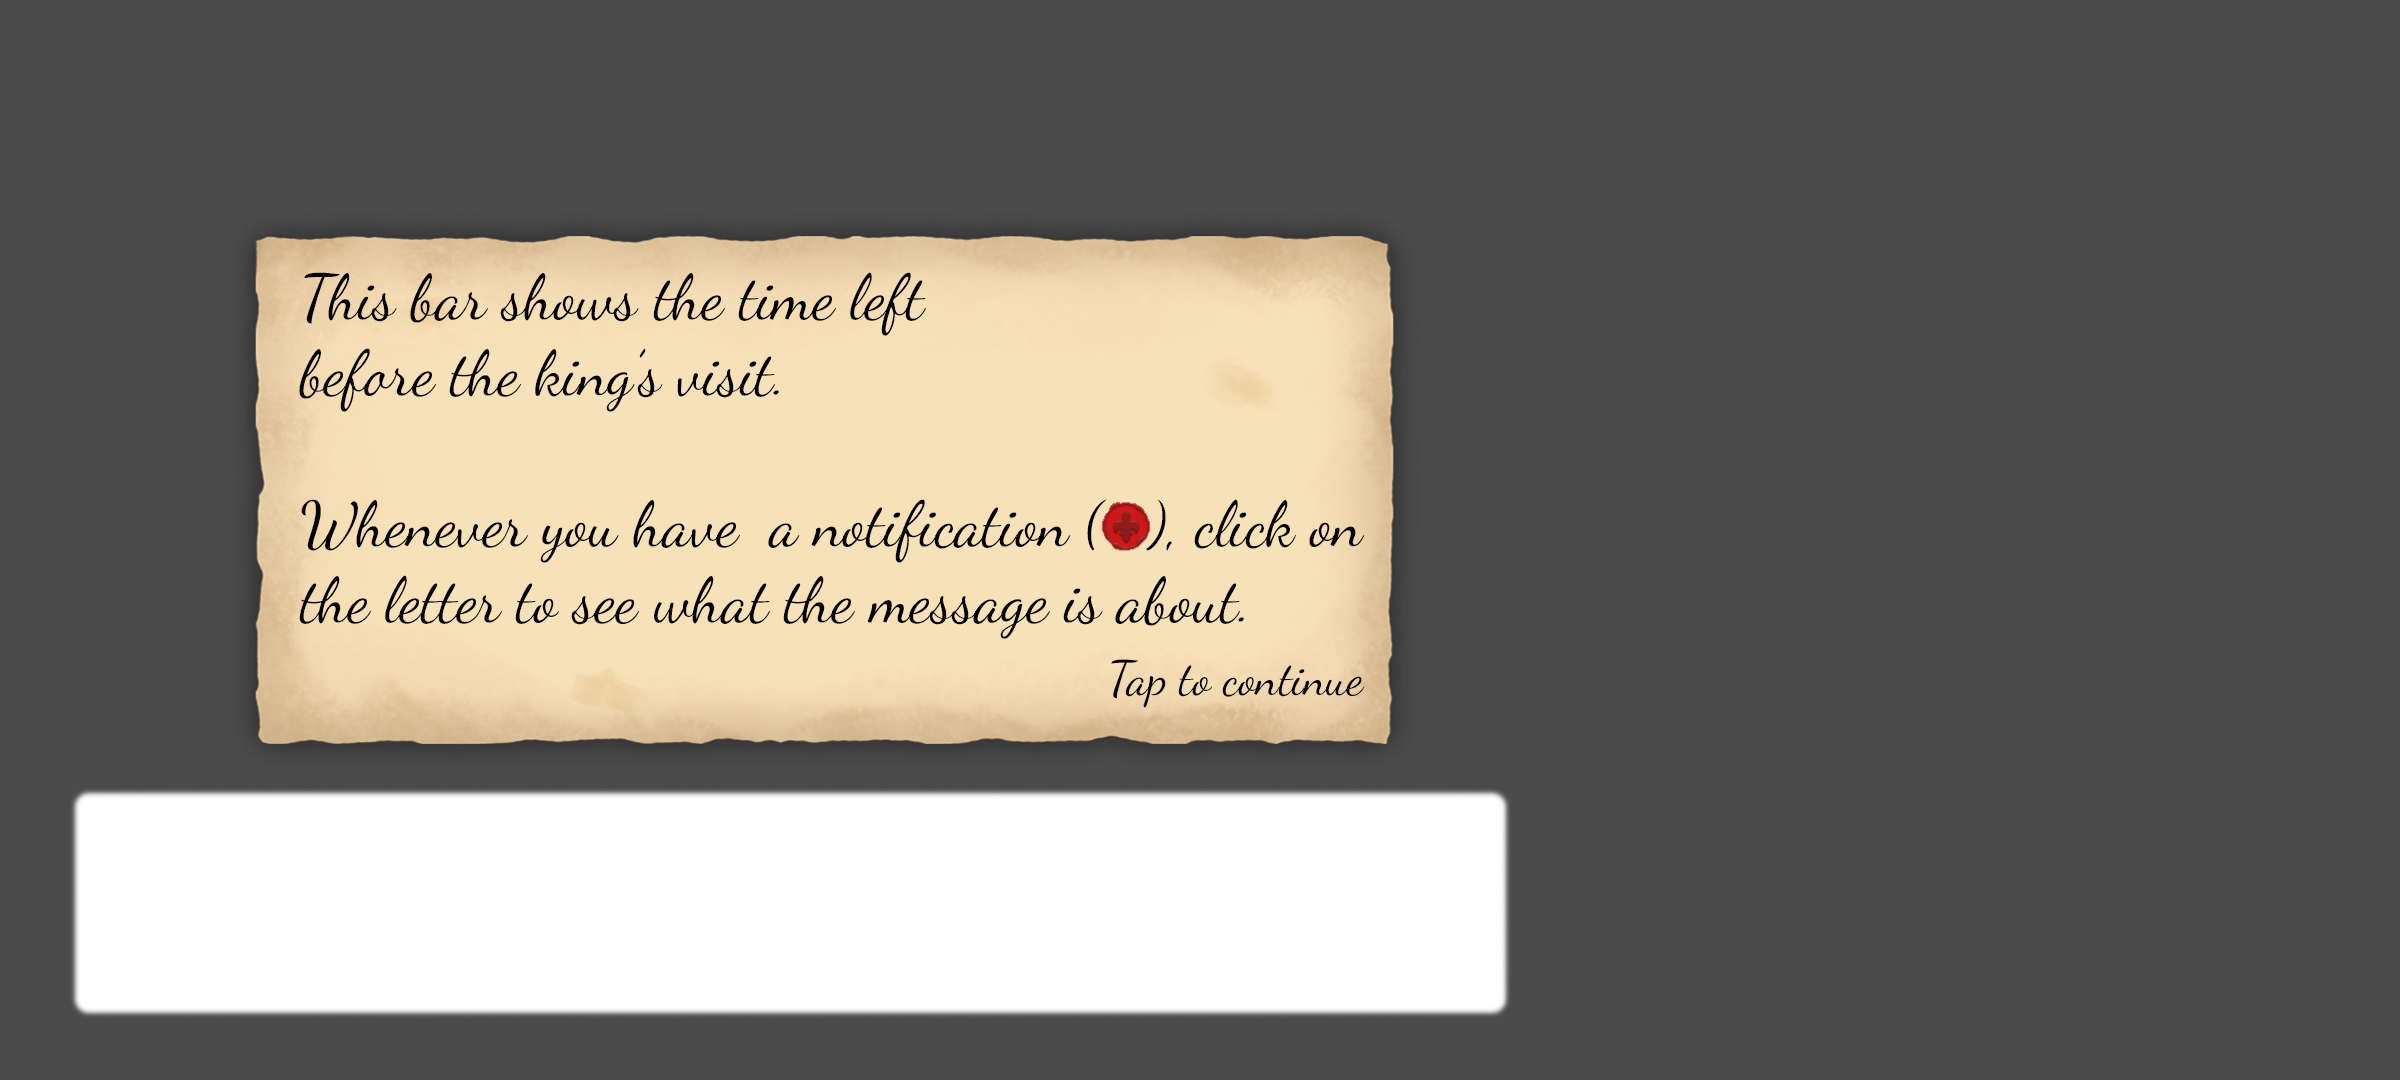 This bar shows the time left
before the king's visit.
Whenever you have  a notification (), click on
the letter to see what the message is about.
Tap to continue